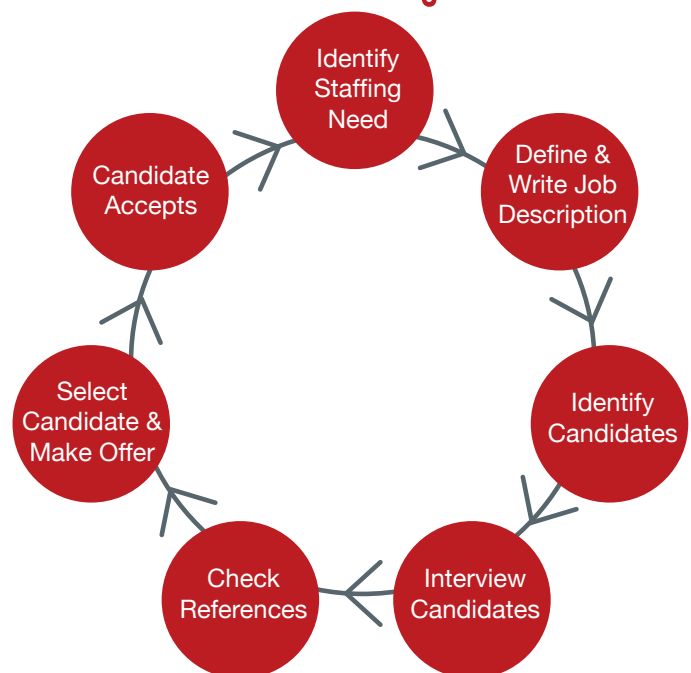 Identify
Staffing
Need
Define &
Write Job
Description
Identify
Candidates
Interview
Candidates
Check
References
Select
Candidate &
Make Offer
Candidate
Accepts